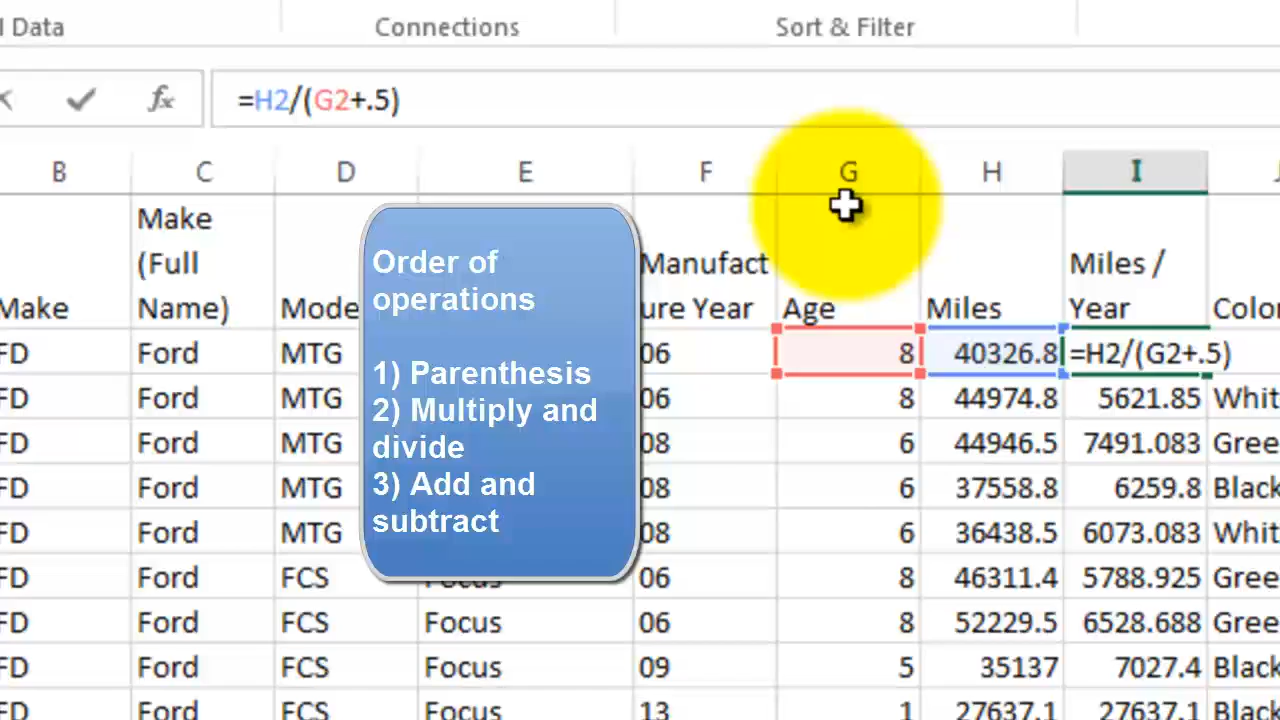 l Data
Connections
Sort & Filter
fx
=H2/(G2+.5)
B C D E F G H I J
Make
Make
(Full
Name)
Mode
Manufact
ure Year
Age
Miles
Miles /
Year
Color
Order of
operations
1) Parenthesis
2) Multiply and
divide
3) Add and
subtract
FD Ford MTG 06 8 40326.8 =H2/(G2+.5)
FD Ford MTG 06 8 44974.8 5621.85 Whit
FD Ford MTG 08 6 44946.5 7491.083 Gree
FD Ford MTG 08 6 37558.8 6259.8 Black
FD Ford MTG 08 6 36438.5 6073.083 Whit
FD Ford FCS Focus 06 8 46311.4 5788.925 Gree
FD Ford FCS Focus 06 8 52229.5 6528.688 Gree
FD Ford FCS Focus 09 5 35137 7027.4 Black
FD Ford FCS Focus 13 1 27637.1 27637.1 Black